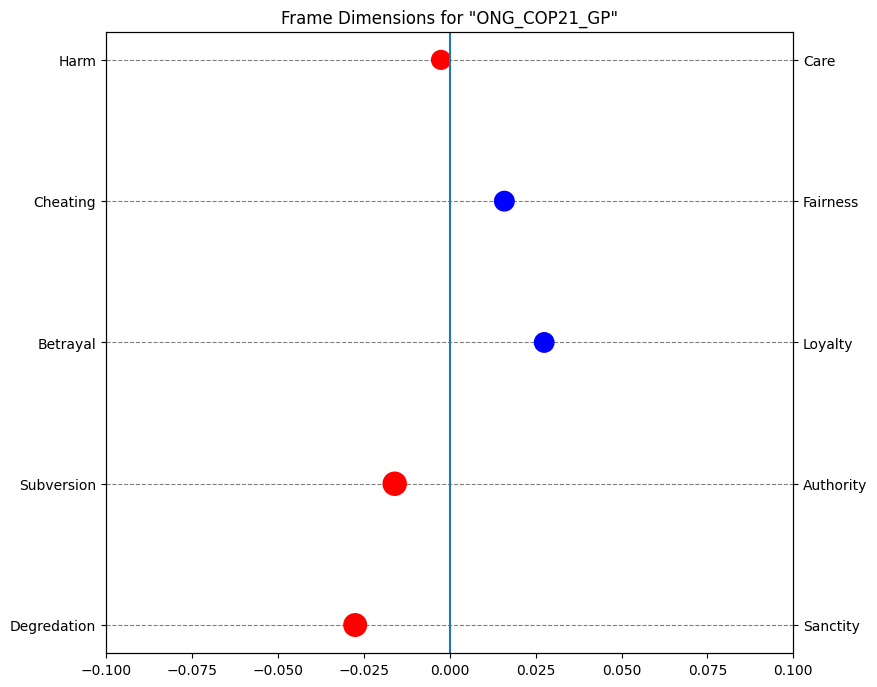 Frame Dimensions for "ONG_COP21_GP"
Harm
Care
Cheating
Fairness
Betrayal
Loyalty
Subversion
Authority
Degredation
Sanctity
−0.100
−0.075
−0.050
−0.025
0.000
0.025
0.050
0.075
0.100